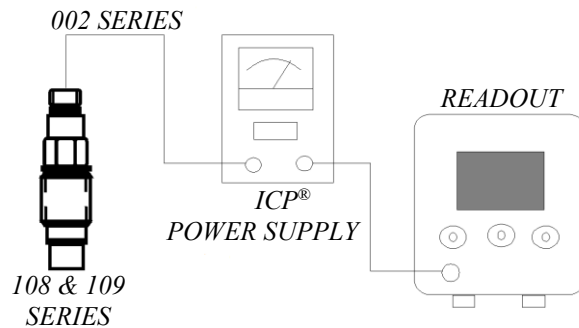 002 SERIES
READOUT
ICP®
POWER SUPPLY
108 & 109
SERIES